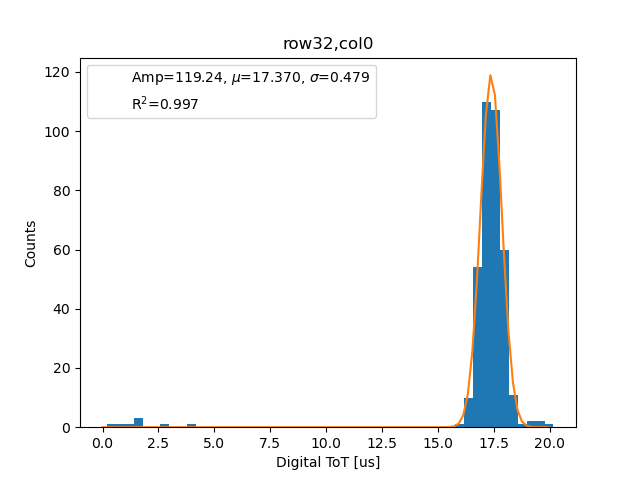 row32,col0
Amp=119.24, μ=17.370, σ=0.479
R²=0.997
120
100
80
60
40
20
0
Counts
0.0 2.5 5.0 7.5 10.0 12.5 15.0 17.5 20.0
Digital ToT [us]